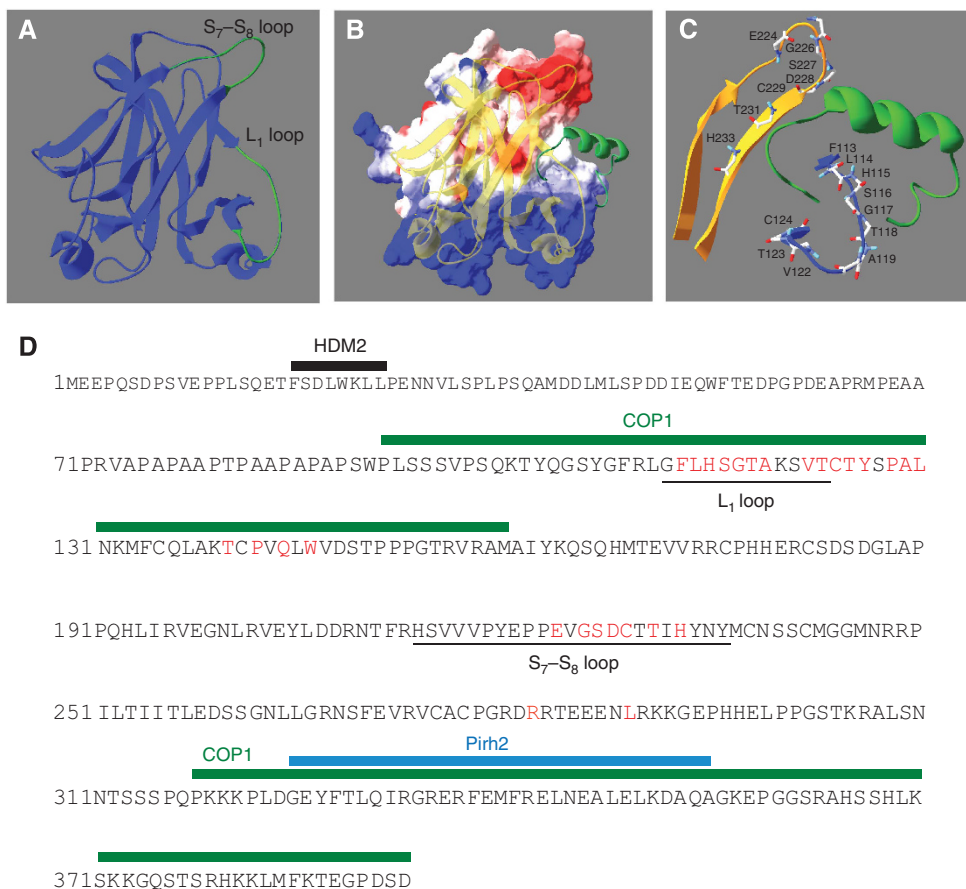 A
S7–S8 loop
L1 loop
B
C
E224
G226
S227
D228
C229
T231
H233
F113
L114
H115
S116
G117
T118
C124
A119
T123
V122
D
HDM2
1MEEPQSDPSVEPPLSQETFSDLWKLLPENNVLSPLPSQAMDDLMLSPDDIEQWFTEDPGPDEAPRMPEAA
COP1
71PRVAPAPAAPTPAAPAPAPSWPLSSSVPSQKTYQGSYGFRLGFLHSGTAKSVTCTYSPAL
L1 loop
131NKMFCQLAKTCPVQLWVDSTPPPGTRVRAMAIYKQSQHMTEVVRRCPHHERCSDSDGLAP
191PQHLIRVEGNLRVEYLDDRNTFRHSVVVPYEPPEVGSDCTTIHYNYMCNSSCMGGMNRRP
S7–S8 loop
251ILTIITLEDSSGNLLGRNSFEVRVCACPGRDRRTEEENLRKKGEPHHELPPGSTKRALSN
COP1
Pirh2
311NTSSSPQPKKKPLDGEYFTLQIRGRERFEMFRELNEALELKDAQAGKEPGGSRAHSSHLK
371SKKGQSTSRHKKLMFKTEGPDSD